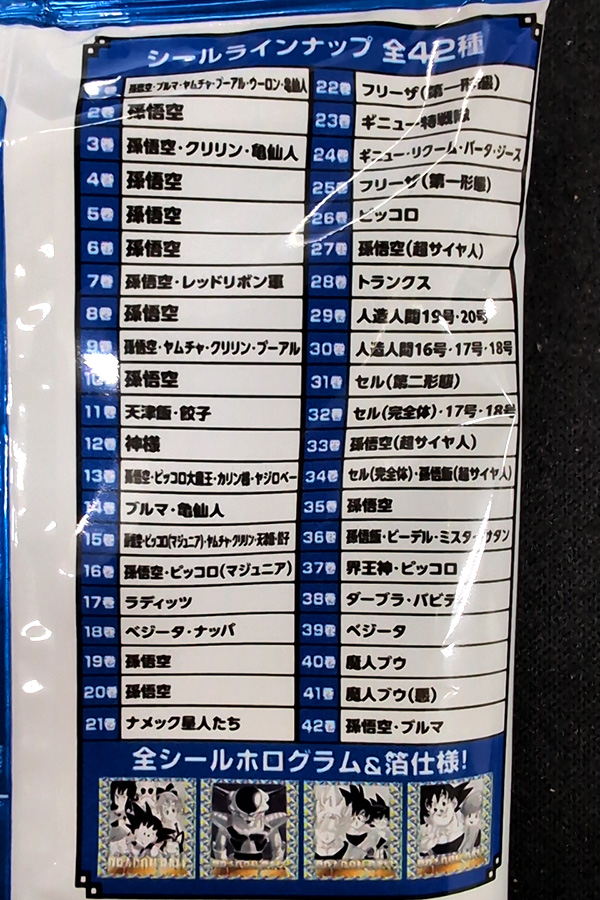 シールラインナップ 全42種
1巻 孫悟空・ブルマ・ヤムチャ・プーアル・ウーロン・亀仙人
2巻 孫悟空
3巻 孫悟空・クリリン・亀仙人
4巻 孫悟空
5巻 孫悟空
6巻 孫悟空
7巻 孫悟空・レッドリボン軍
8巻 孫悟空
9巻 孫悟空・ヤムチャ・クリリン・プーアル
10巻 孫悟空
11巻 天津飯・餃子
12巻 神様
13巻 孫悟空・ピッコロ大魔王・カリン様・ヤジロベー
14巻 ブルマ・亀仙人
15巻 孫悟空・ピッコロ(マジュニア)・ヤムチャ・クリリン・天津飯・餃子
16巻 孫悟空・ピッコロ(マジュニア)
17巻 ラディッツ
18巻 ベジータ・ナッパ
19巻 孫悟空
20巻 孫悟空
21巻 ナメック星人たち
22巻 フリーザ(第一形態)
23巻 ギニュー特戦隊
24巻 ギニュー・リクーム・バータ・ジース
25巻 フリーザ(第一形態)
26巻 ピッコロ
27巻 孫悟空(超サイヤ人)
28巻 トランクス
29巻 人造人間19号・20号
30巻 人造人間16号・17号・18号
31巻 セル(第二形態)
32巻 セル(完全体)・17号・18号
33巻 孫悟空(超サイヤ人)
34巻 セル(完全体)・孫悟飯(超サイヤ人)
35巻 孫悟空
36巻 孫悟飯・ビーデル・ミスターサタン
37巻 界王神・ピッコロ
38巻 ダーブラ・バビディ
39巻 ベジータ
40巻 魔人ブウ
41巻 魔人ブウ(悪)
42巻 孫悟空・ブルマ
全シールホログラム&箔仕様!
DRAGON BALL
DRAGON BALL
DRAGON BALL
DRAGON BALL